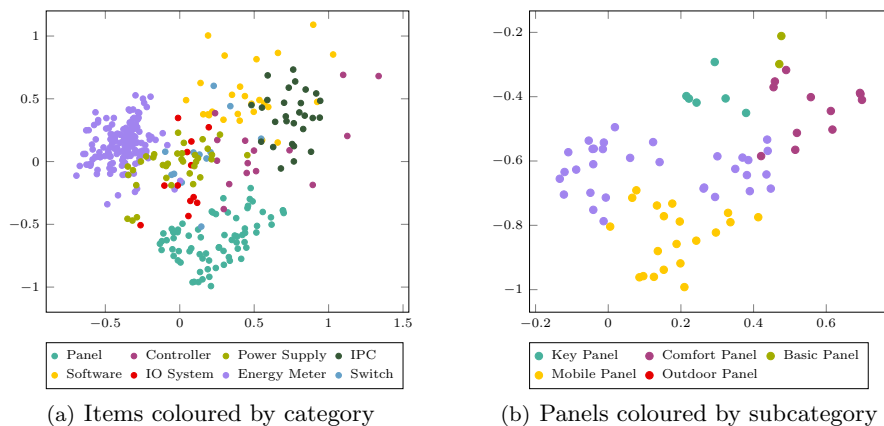 1
0.5
0
−0.5
−1
−0.5 0 0.5 1 1.5
Panel Controller Power Supply IPC
Software IO System Energy Meter Switch
(a) Items coloured by category
−0.2
−0.4
−0.6
−0.8
−1
−0.2 0 0.2 0.4 0.6
Key Panel Comfort Panel Basic Panel
Mobile Panel Outdoor Panel
(b) Panels coloured by subcategory